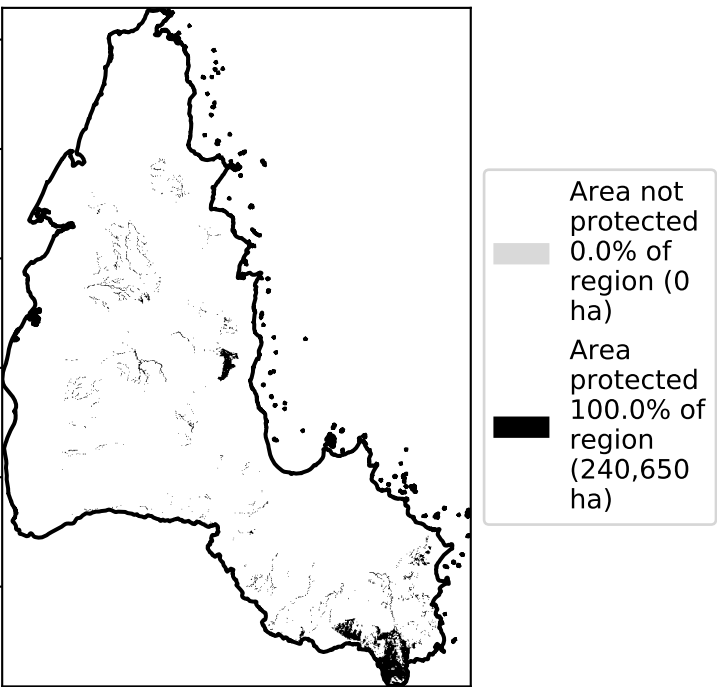 Area not
protected
0.0% of
region (0
ha)
Area
protected
100.0% of
region
(240,650
ha)